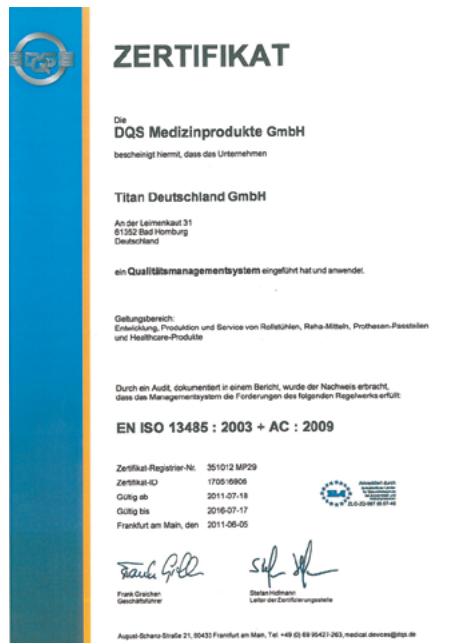 DQS
ZERTIFIKAT
Die
DQS Medizinprodukte GmbH
bescheinigt hiermit, dass das Unternehmen
Titan Deutschland GmbH
An der Leimenkaut 31
61352 Bad Homburg
Deutschland
ein Qualitätsmanagementsystem eingeführt hat und anwendet.
Geltungsbereich:
Entwicklung, Produktion und Service von Rollstühlen, Reha-Mitteln, Prothesen-Passteilen
und Healthcare-Produkte
Durch ein Audit, dokumentiert in einem Bericht, wurde der Nachweis erbracht,
dass das Managementsystem die Forderungen des folgenden Regelwerks erfüllt:
EN ISO 13485 : 2003 + AC : 2009
Zertifikat-Registrier-Nr. 351012 MP29
Zertifikat-ID 170516906
Gültig ab 2011-07-18
Gültig bis 2016-07-17
Frankfurt am Main, den 2011-06-05
ZLG
Akkreditiert durch
Frank Graichen
Geschäftsführer
Stefan Hofmann
Leiter der Zertifizierungsstelle
August-Schanz-Straße 21, 60433 Frankfurt am Main, Tel. +49 (0) 69 95427-263, medical.devices@dqs.de